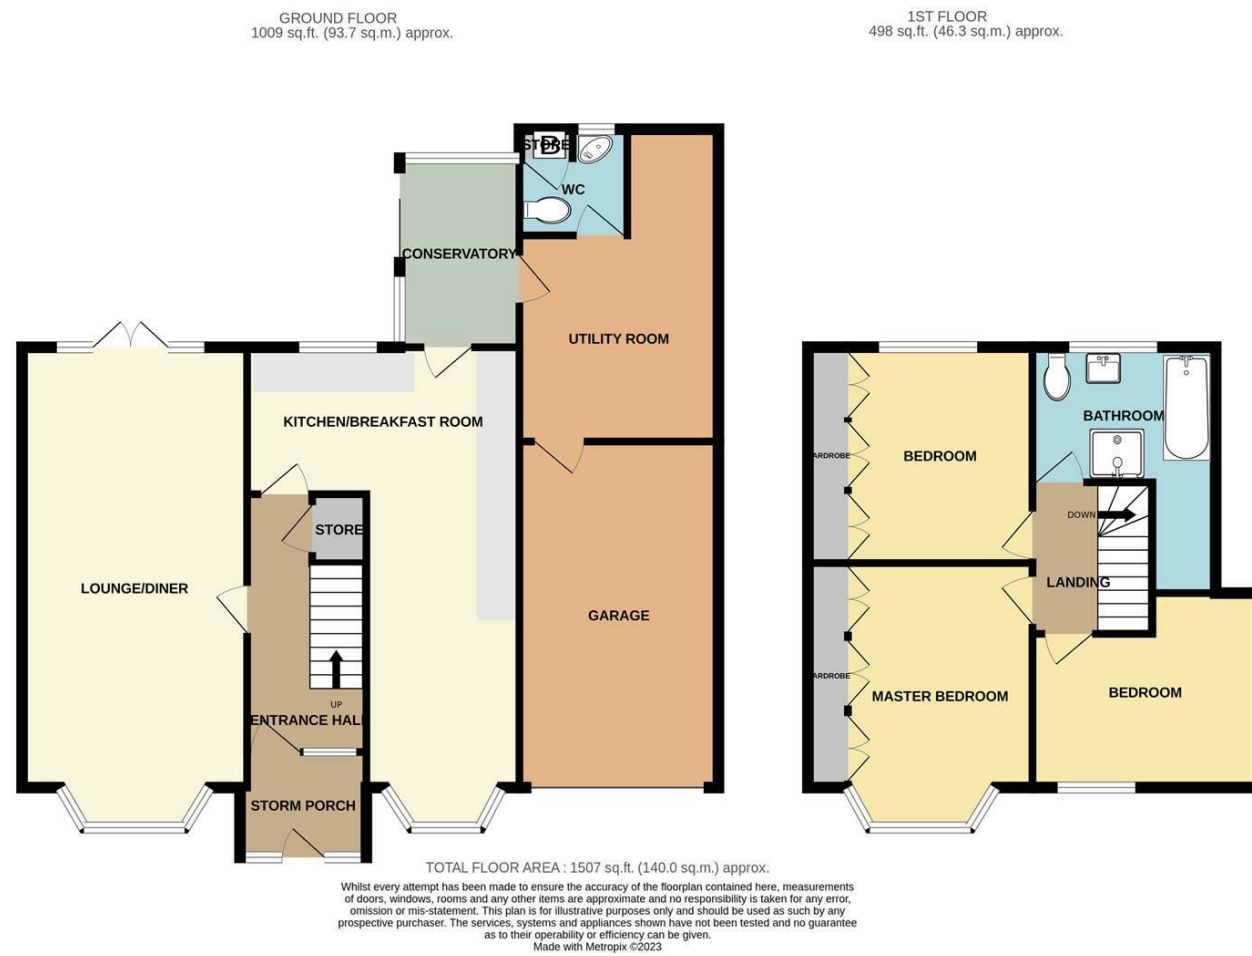 GROUND FLOOR
1009 sq.ft. (93.7 sq.m.) approx.
1ST FLOOR
498 sq.ft. (46.3 sq.m.) approx.
STORE
B
WC
CONSERVATORY
UTILITY ROOM
KITCHEN/BREAKFAST ROOM
STORE
LOUNGE/DINER
GARAGE
UP
ENTRANCE HALL
STORM PORCH
BATHROOM
BEDROOM
ARDROBE
DOWN
LANDING
ARDROBE
MASTER BEDROOM
BEDROOM
TOTAL FLOOR AREA : 1507 sq.ft. (140.0 sq.m.) approx.
Whilst every attempt has been made to ensure the accuracy of the floorplan contained here, measurements
of doors, windows, rooms and any other items are approximate and no responsibility is taken for any error,
omission or mis-statement. This plan is for illustrative purposes only and should be used as such by any
prospective purchaser. The services, systems and appliances shown have not been tested and no guarantee
as to their operability or efficiency can be given.
Made with Metropix ©2023